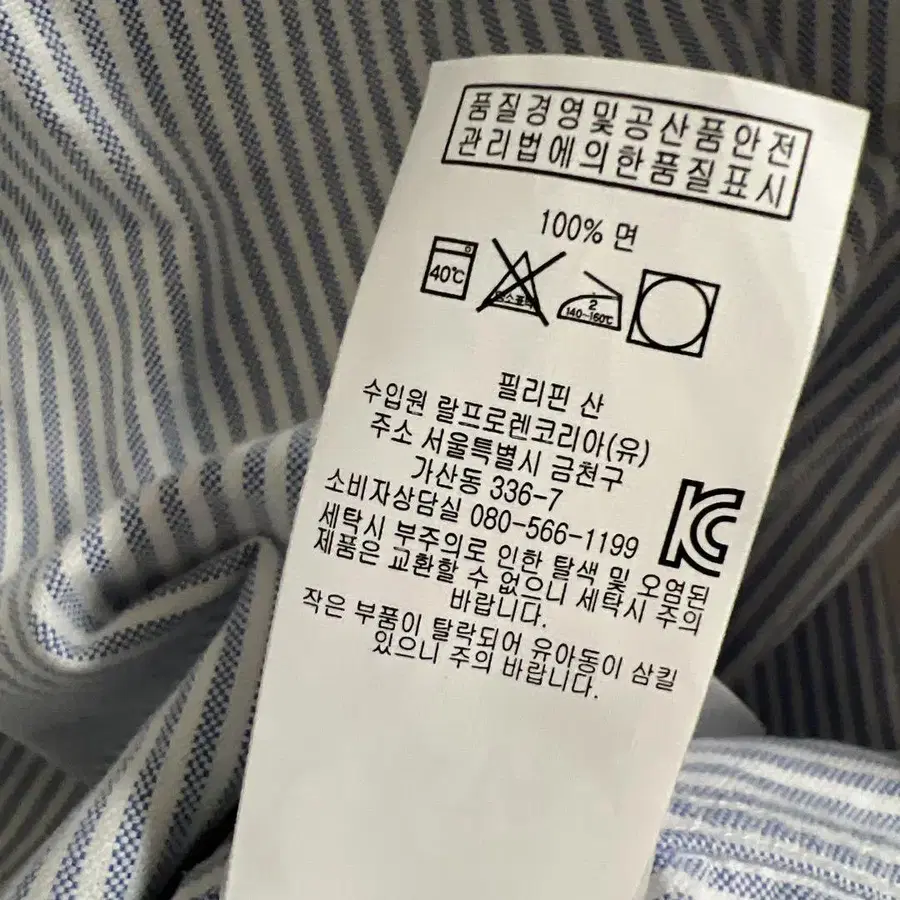 품질경영및공산품안전
관리법에의한품질표시
100% 면
40℃
2
140~160℃
필리핀 산
수입원 랄프로렌코리아(유)
주소 서울특별시 금천구
가산동 336-7
소비자상담실 080-566-1199
세탁시 부주의로 인한 탈색 및 오염된
제품은 교환할 수 없으니 세탁시 주의
바랍니다.
작은 부품이 탈락되어 유아동이 삼킬
있으니 주의 바랍니다.